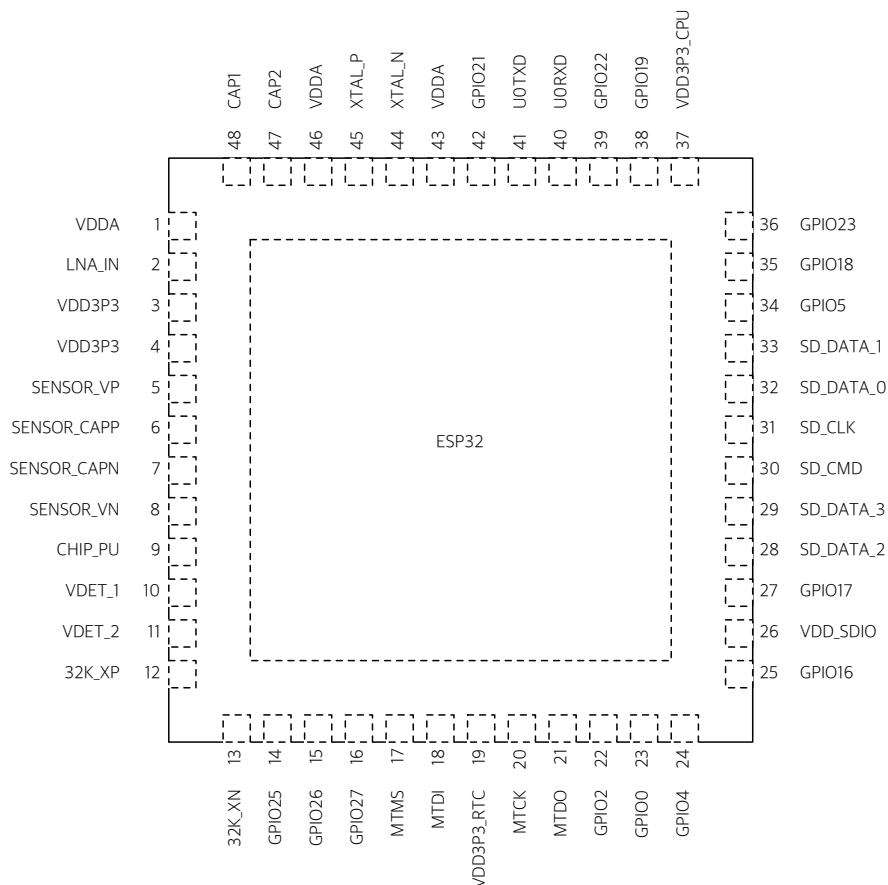 CAP1
CAP2
VDDA
XTAL_P
XTAL_N
VDDA
GPIO21
U0TXD
U0RXD
GPIO22
GPIO19
VDD3P3_CPU
48
47
46
45
44
43
42
41
40
39
38
37
VDDA 1
36 GPIO23
LNA_IN 2
35 GPIO18
VDD3P3 3
34 GPIO5
VDD3P3 4
33 SD_DATA_1
SENSOR_VP 5
32 SD_DATA_0
SENSOR_CAPP 6
31 SD_CLK
ESP32
SENSOR_CAPN 7
30 SD_CMD
SENSOR_VN 8
29 SD_DATA_3
CHIP_PU 9
28 SD_DATA_2
VDET_1 10
27 GPIO17
VDET_2 11
26 VDD_SDIO
32K_XP 12
25 GPIO16
13
14
15
16
17
18
19
20
21
22
23
24
32K_XN
GPIO25
GPIO26
GPIO27
MTMS
MTDI
VDD3P3_RTC
MTCK
MTDO
GPIO2
GPIO0
GPIO4